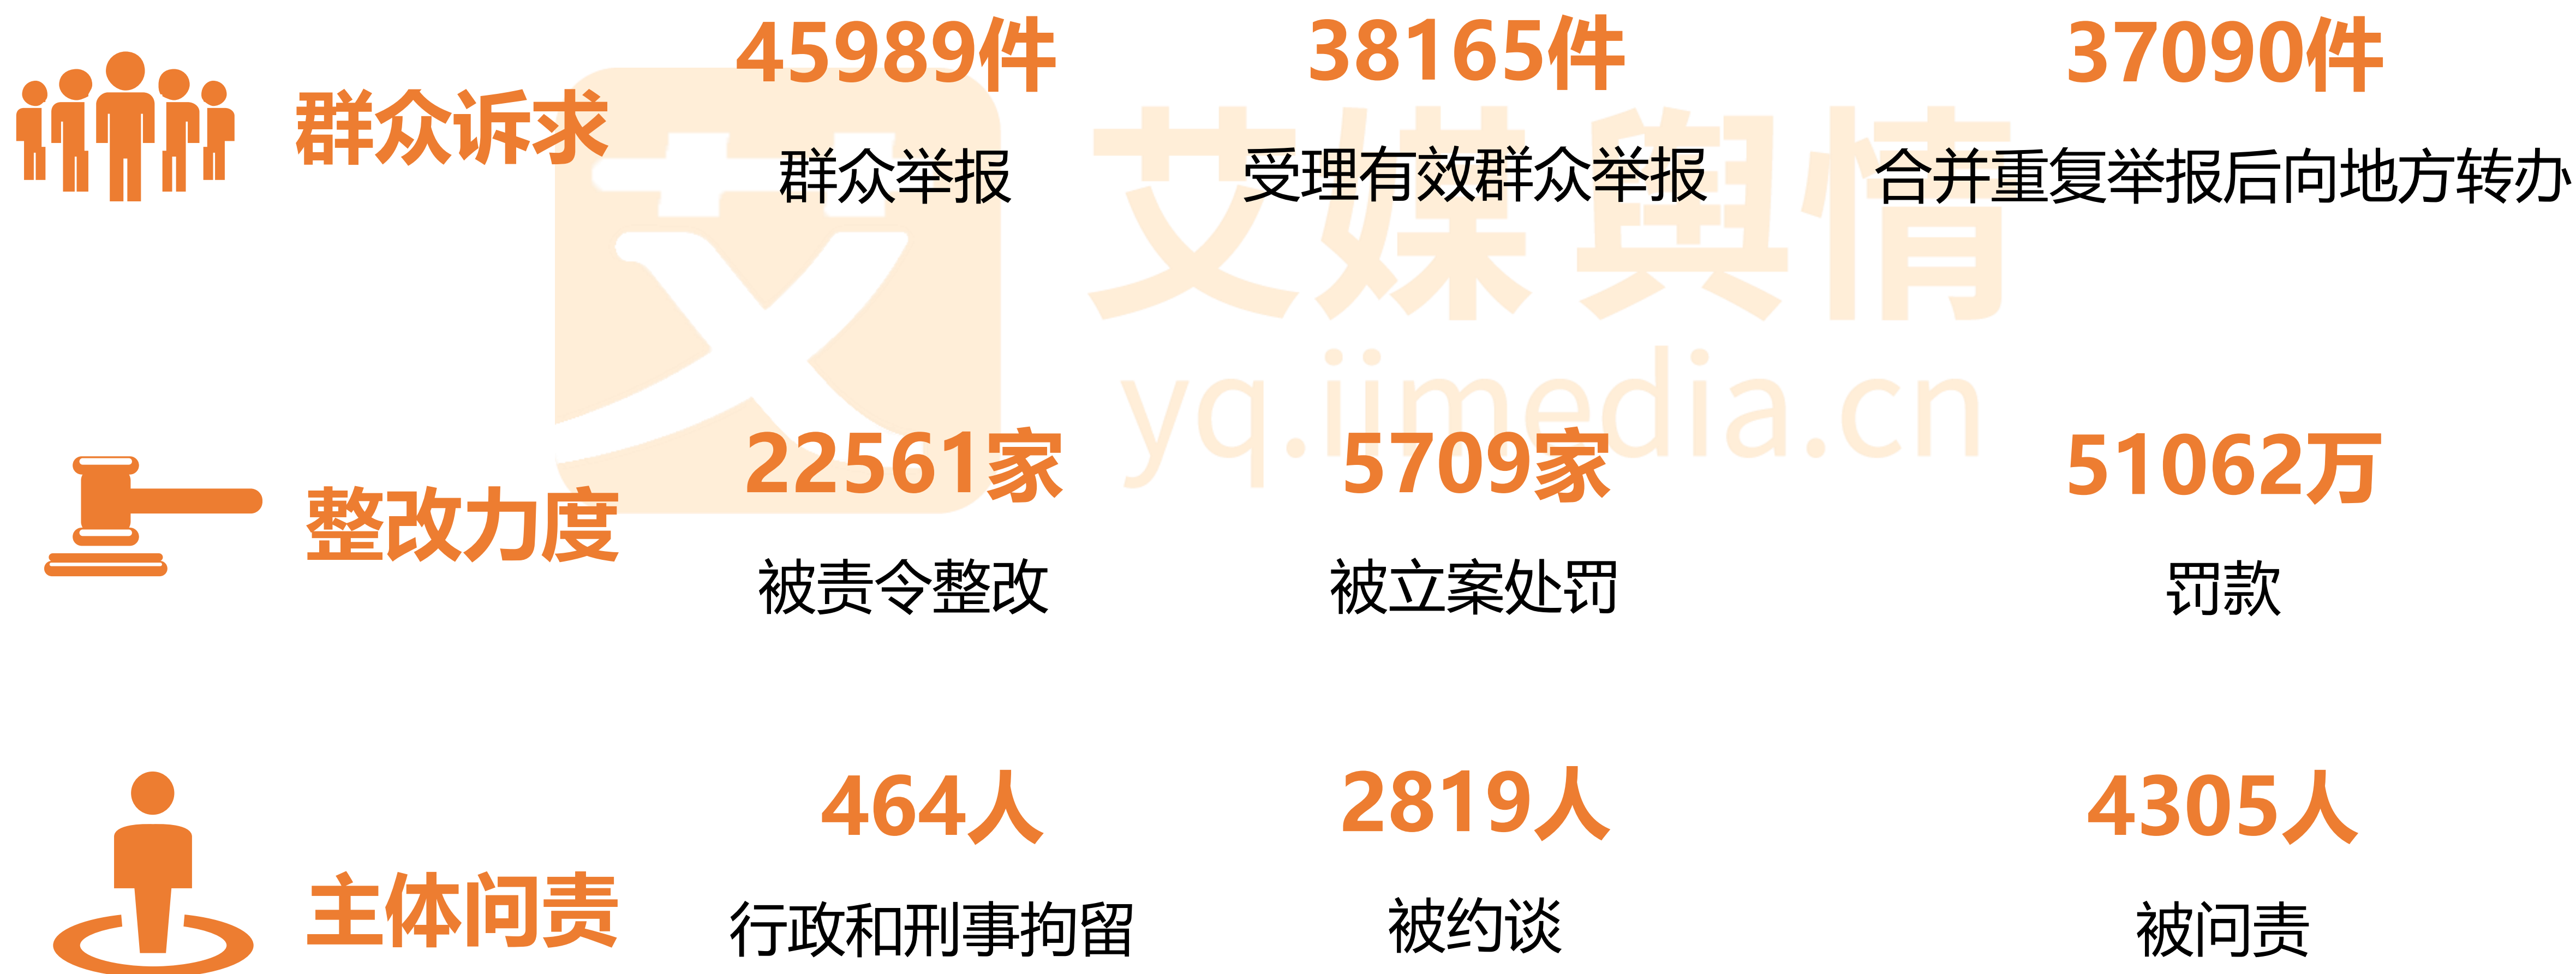 45989件 38165件 37090件
群众诉求
群众举报 受理有效群众举报 合并重复举报后向地方转办
艾 艾媒舆情
yq.iimedia.cn
22561家 5709家 51062万
整改力度
被责令整改 被立案处罚 罚款
464人 2819人 4305人
主体问责
行政和刑事拘留 被约谈 被问责